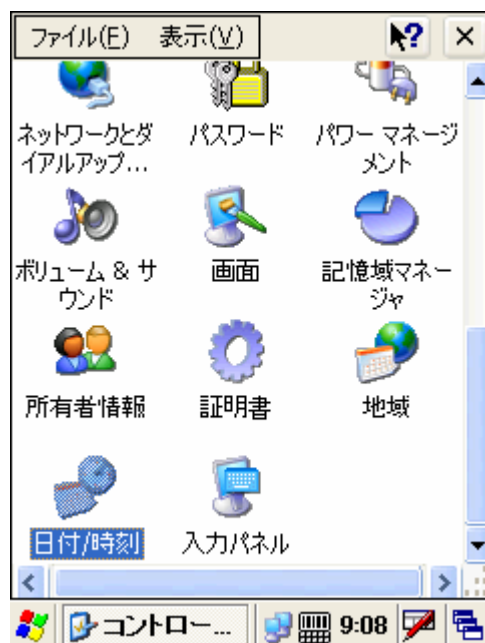 ファイル(F) 表示(V)
ネットワークとダ
イアルアップ...
パスワード
パワー マネージ
メント
ボリューム & サ
ウンド
画面
記憶域マネー
ジャ
所有者情報
証明書
地域
日付/時刻
入力パネル
コントロー... 9:08